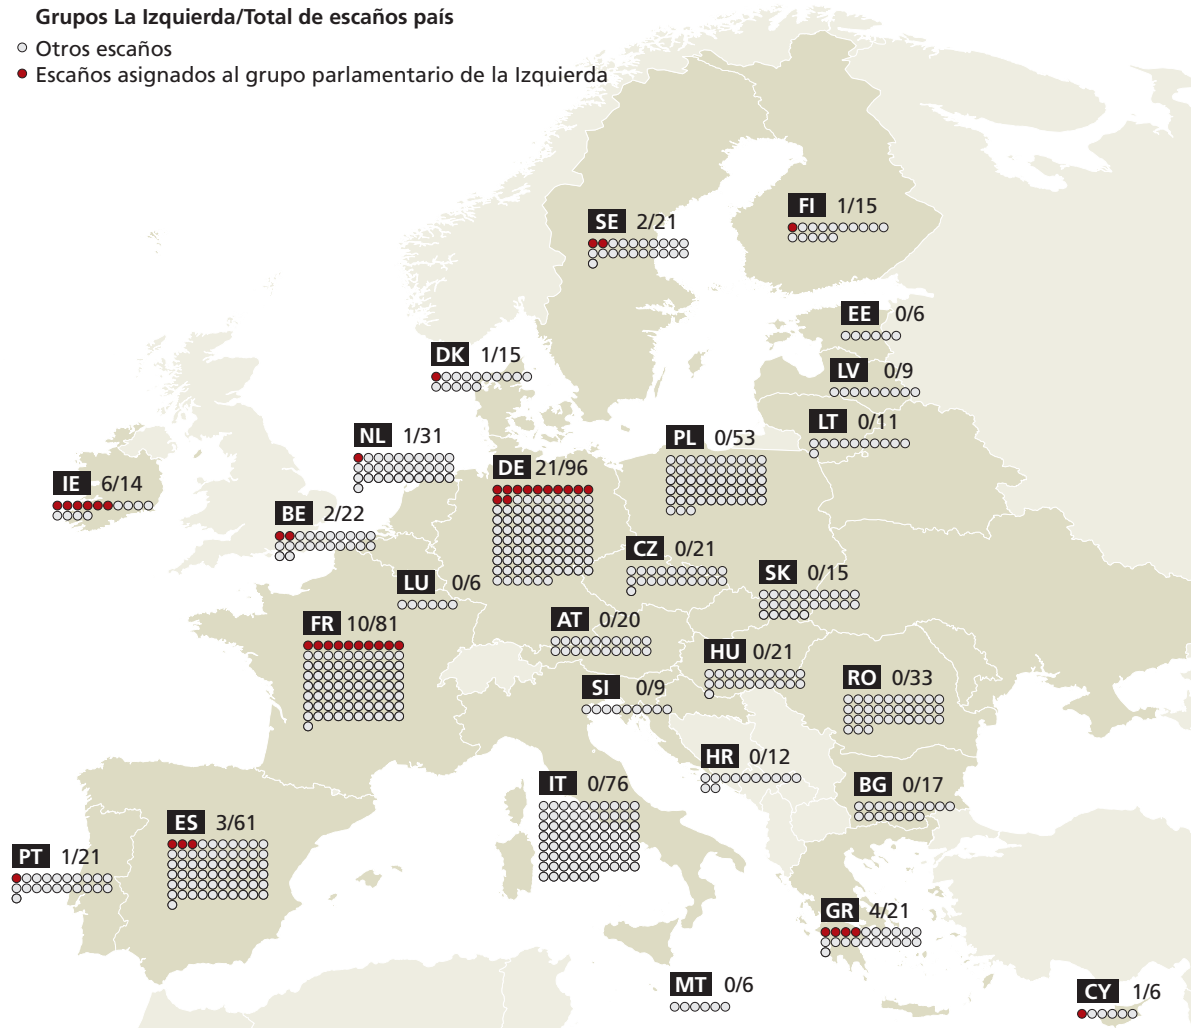 Grupos La Izquierda/Total de escaños país
Otros escaños
Escaños asignados al grupo parlamentario de la Izquierda
FI 1/15
SE 2/21
EE 0/6
DK 1/15
LV 0/9
LT 0/11
NL 1/31
PL 0/53
DE 21/96
IE 6/14
BE 2/22
CZ 0/21
SK 0/15
LU 0/6
FR 10/81
AT 0/20
HU 0/21
RO 0/33
SI 0/9
HR 0/12
IT 0/76
BG 0/17
ES 3/61
PT 1/21
GR 4/21
MT 0/6
CY 1/6